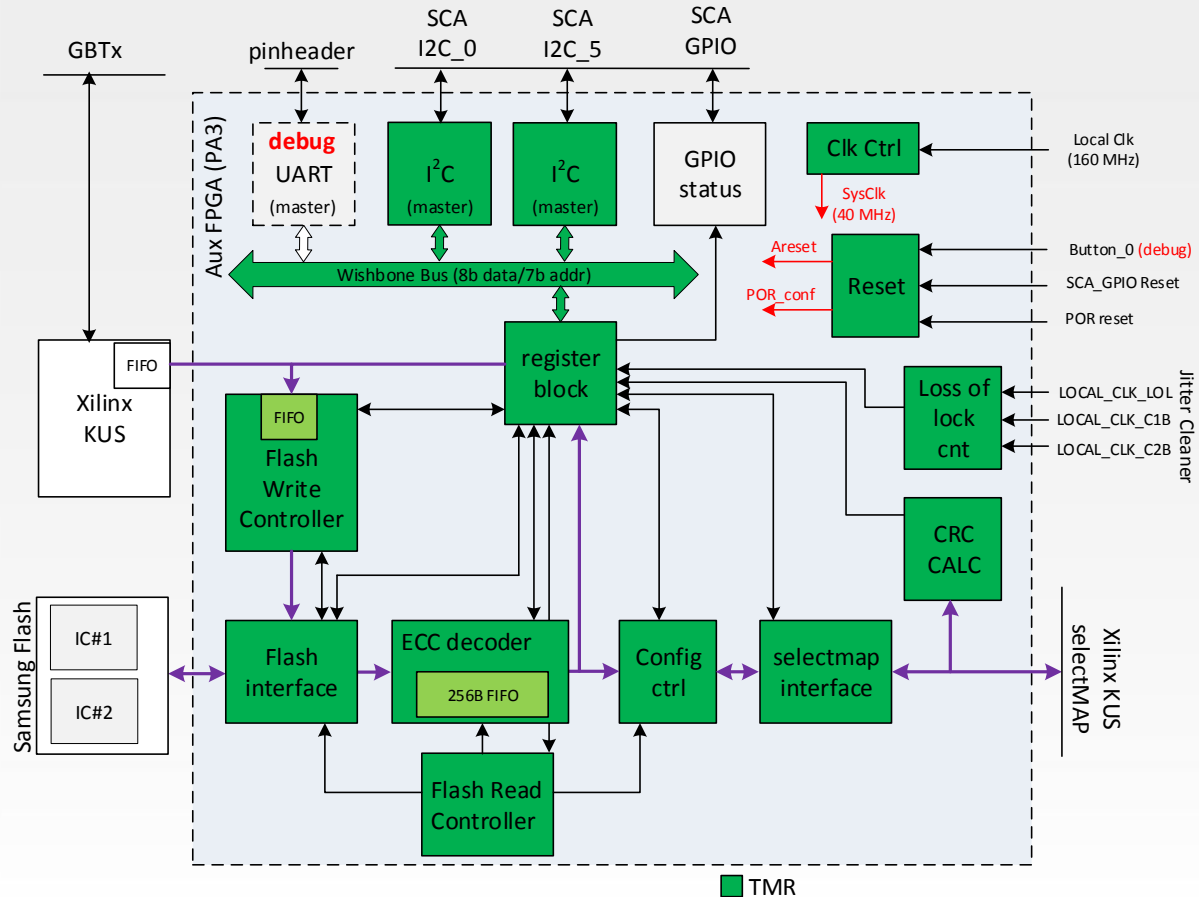 GBTx
pinheader
SCA
I2C_0
SCA
I2C_5
SCA
GPIO
Aux FPGA (PA3)
debug
UART
(master)
I²C
(master)
I²C
(master)
GPIO
status
Clk Ctrl
Local Clk
(160 MHz)
SysClk
(40 MHz)
Wishbone Bus (8b data/7b addr)
Areset
POR_conf
Reset
Button_0 (debug)
SCA_GPIO Reset
POR reset
FIFO
Xilinx
KUS
register
block
FIFO
Flash
Write
Controller
Loss of
lock
cnt
LOCAL_CLK_LOL
LOCAL_CLK_C1B
LOCAL_CLK_C2B
Jitter Cleaner
CRC
CALC
Samsung Flash
IC#1
IC#2
Flash
interface
ECC decoder
256B FIFO
Config
ctrl
selectmap
interface
Xilinx KUS
selectMAP
Flash Read
Controller
TMR